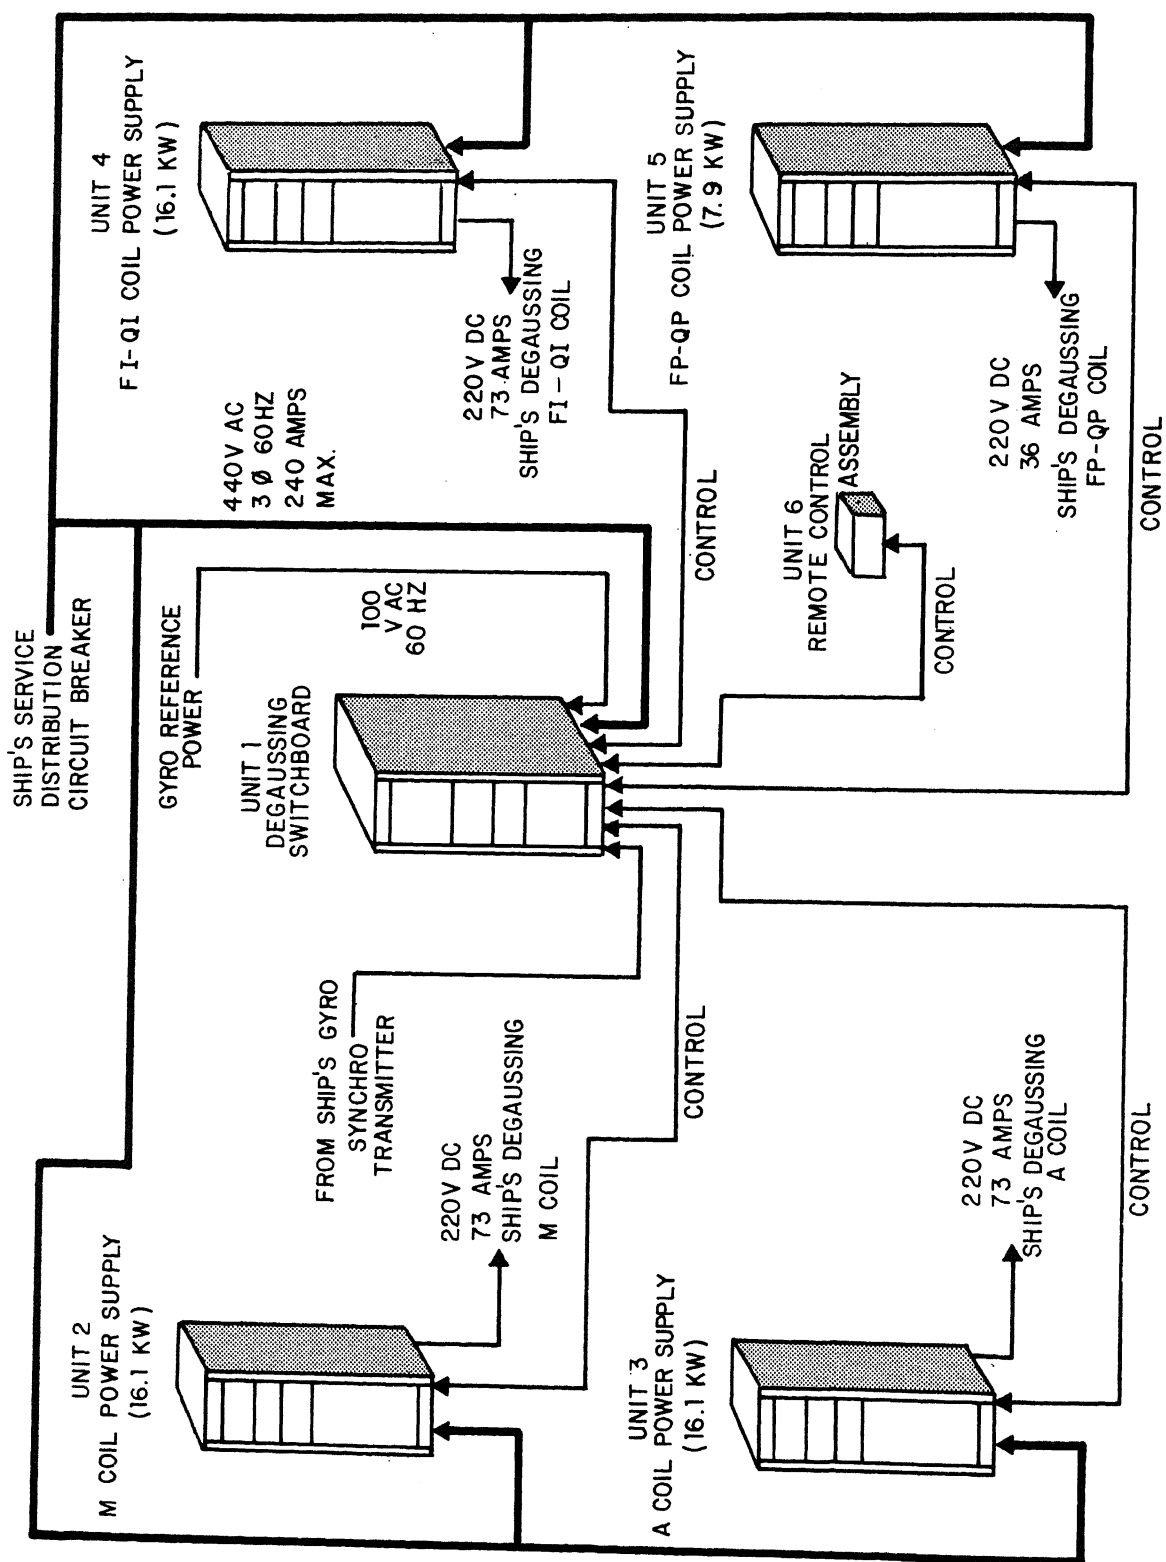 SHIP'S SERVICE
DISTRIBUTION
CIRCUIT BREAKER
GYRO REFERENCE
POWER
440V AC
3 Ø 60HZ
240 AMPS
MAX.
100
V AC
60 HZ
UNIT 1
DEGAUSSING
SWITCHBOARD
FROM SHIP'S GYRO
SYNCHRO
TRANSMITTER
UNIT 2
M COIL POWER SUPPLY
(16.1 KW)
220V DC
73 AMPS
SHIP'S DEGAUSSING
M COIL
CONTROL
UNIT 4
FI-QI COIL POWER SUPPLY
(16.1 KW)
220V DC
73 AMPS
SHIP'S DEGAUSSING
FI-QI COIL
CONTROL
UNIT 3
A COIL POWER SUPPLY
(16.1 KW)
220V DC
73 AMPS
SHIP'S DEGAUSSING
A COIL
CONTROL
UNIT 6
REMOTE CONTROL
ASSEMBLY
CONTROL
UNIT 5
FP-QP COIL POWER SUPPLY
(7.9 KW)
220V DC
36 AMPS
SHIP'S DEGAUSSING
FP-QP COIL
CONTROL